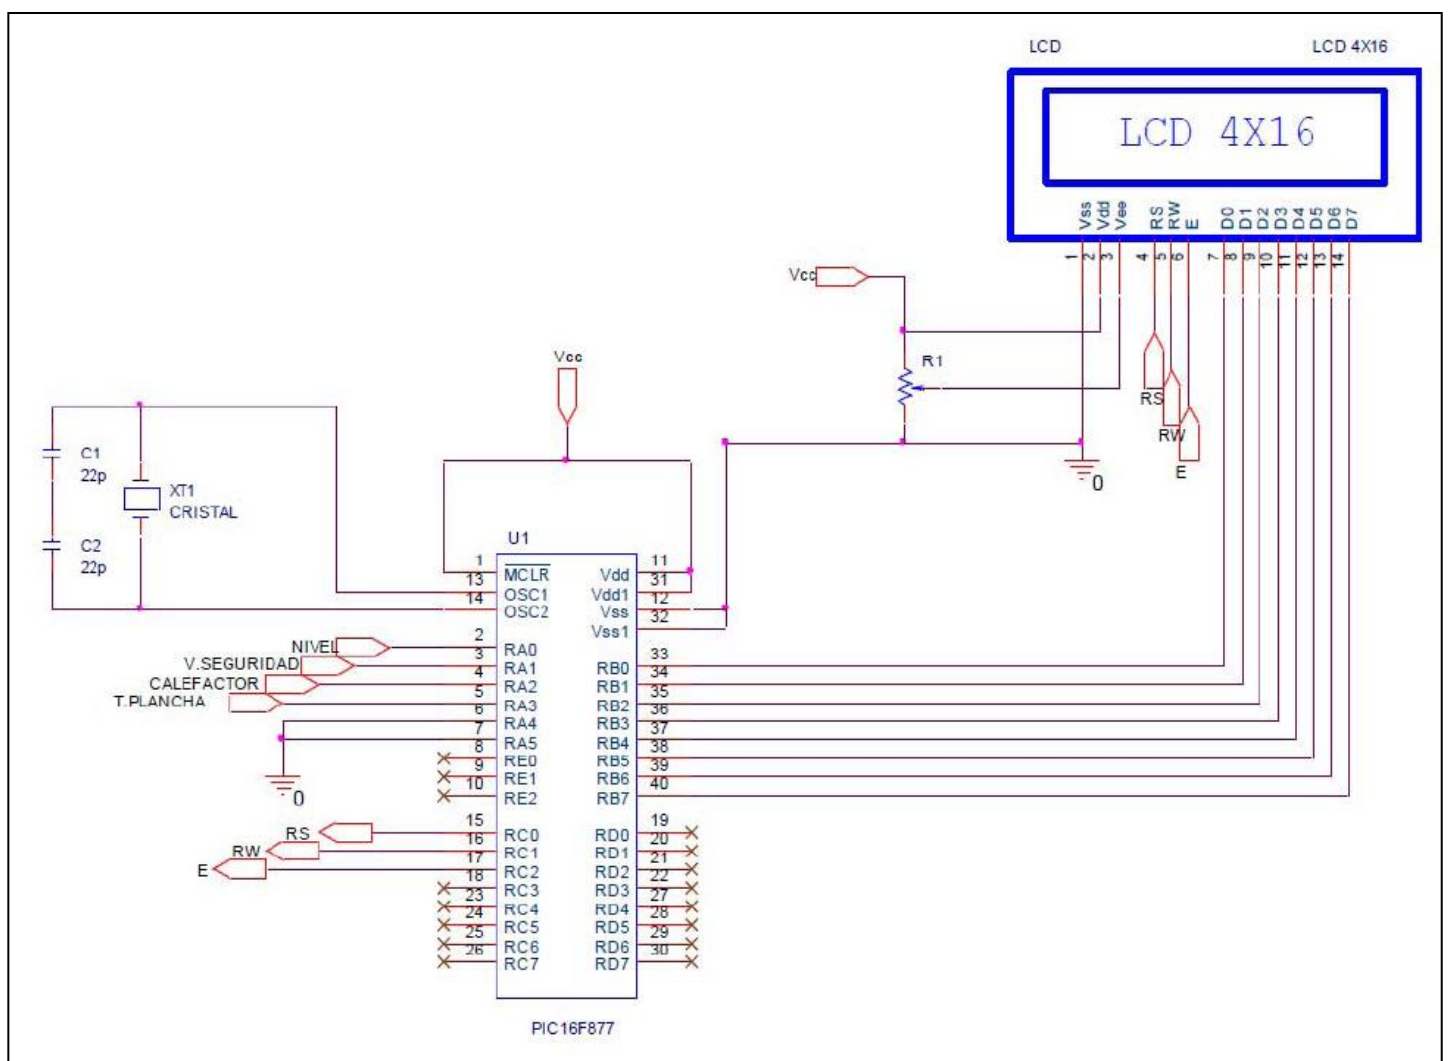 LCD LCD 4X16
LCD 4X16
Vss Vdd Vee RS RW E D0 D1 D2 D3 D4 D5 D6 D7
1 2 3 4 5 6 7 8 9 10 11 12 13 14
Vcc
R1
RS
RW
E
0
Vcc
C1
22p
XT1
CRISTAL
C2
22p
U1
1 MCLR Vdd 11
13 OSC1 Vdd1 31
14 OSC2 Vss 12
Vss1 32
NIVEL 2 RA0
V.SEGURIDAD 3 RA1 RB0 33
CALEFACTOR 4 RA2 RB1 34
T.PLANCHA 5 RA3 RB2 35
6 RA4 RB3 36
7 RA5 RB4 37
8 RE0 RB5 38
9 RE1 RB6 39
10 RE2 RB7 40
0
RS 15 RC0 RD0 19
RW 16 RC1 RD1 20
E 17 RC2 RD2 21
18 RC3 RD3 22
23 RC4 RD4 27
24 RC5 RD5 28
25 RC6 RD6 29
26 RC7 RD7 30
PIC16F877